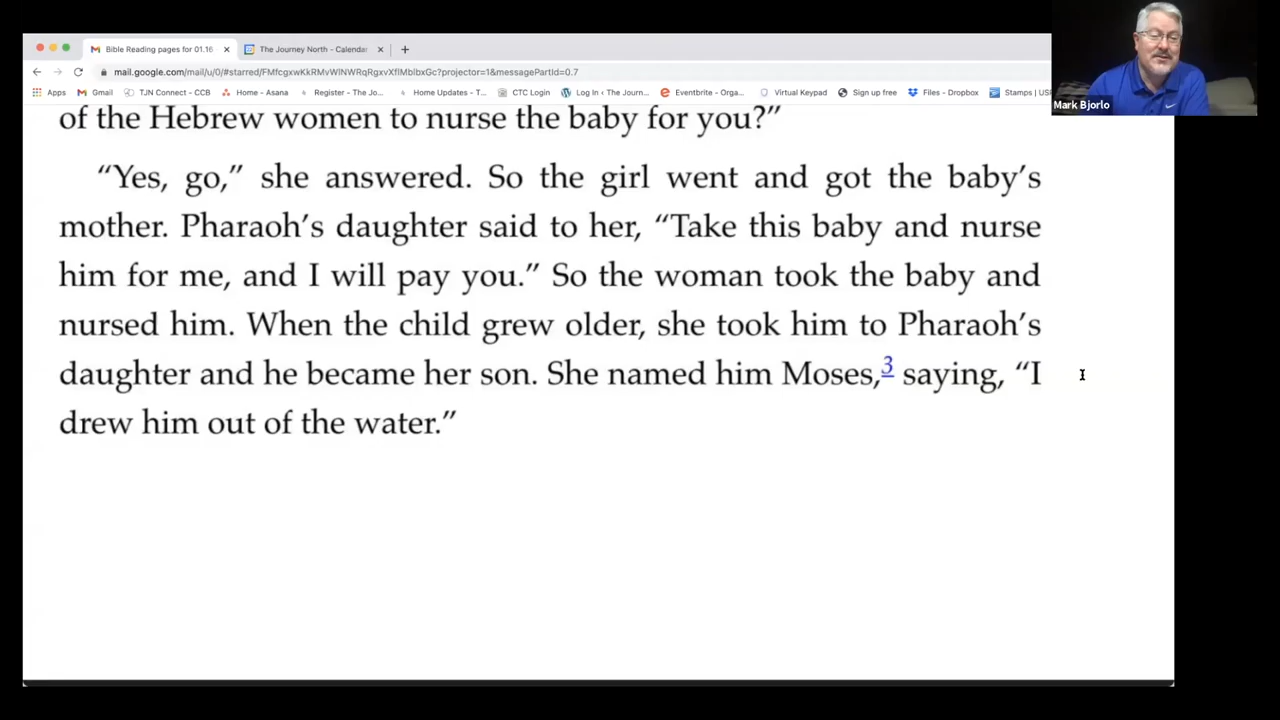 Bible Reading pages for 01.16
The Journey North - Calendar
mail.google.com/mail/u/0/#starred/FMfcgxwKkRMvWlNWRqRgxvXflMblbxGc?projector=1&messagePartId=0.7
Apps Gmail TJN Connect - CCB Home - Asana Register - The Jo... Home Updates - T... CTC Login Log In ‹ The Journ... Eventbrite - Orga... Virtual Keypad Sign up free Files - Dropbox Stamps | USP
Mark Bjorlo
of the Hebrew women to nurse the baby for you?”
“Yes, go,” she answered. So the girl went and got the baby’s
mother. Pharaoh’s daughter said to her, “Take this baby and nurse
him for me, and I will pay you.” So the woman took the baby and
nursed him. When the child grew older, she took him to Pharaoh’s
daughter and he became her son. She named him Moses,3 saying, “I
drew him out of the water.”